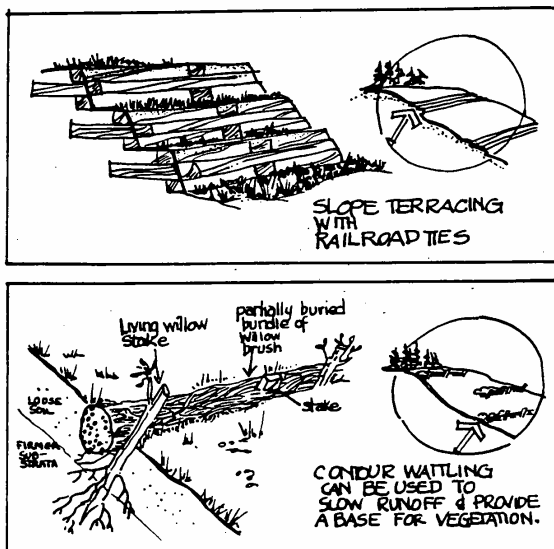 SLOPE TERRACING
WITH
RAILROAD TIES
Living willow
Stake
partially buried
bundle of
willow
brush
stake
LOOSE
SOIL
FIRMER
SUB-
STRATA
CONTOUR WATTLING
CAN BE USED TO
SLOW RUNOFF & PROVIDE
A BASE FOR VEGETATION.